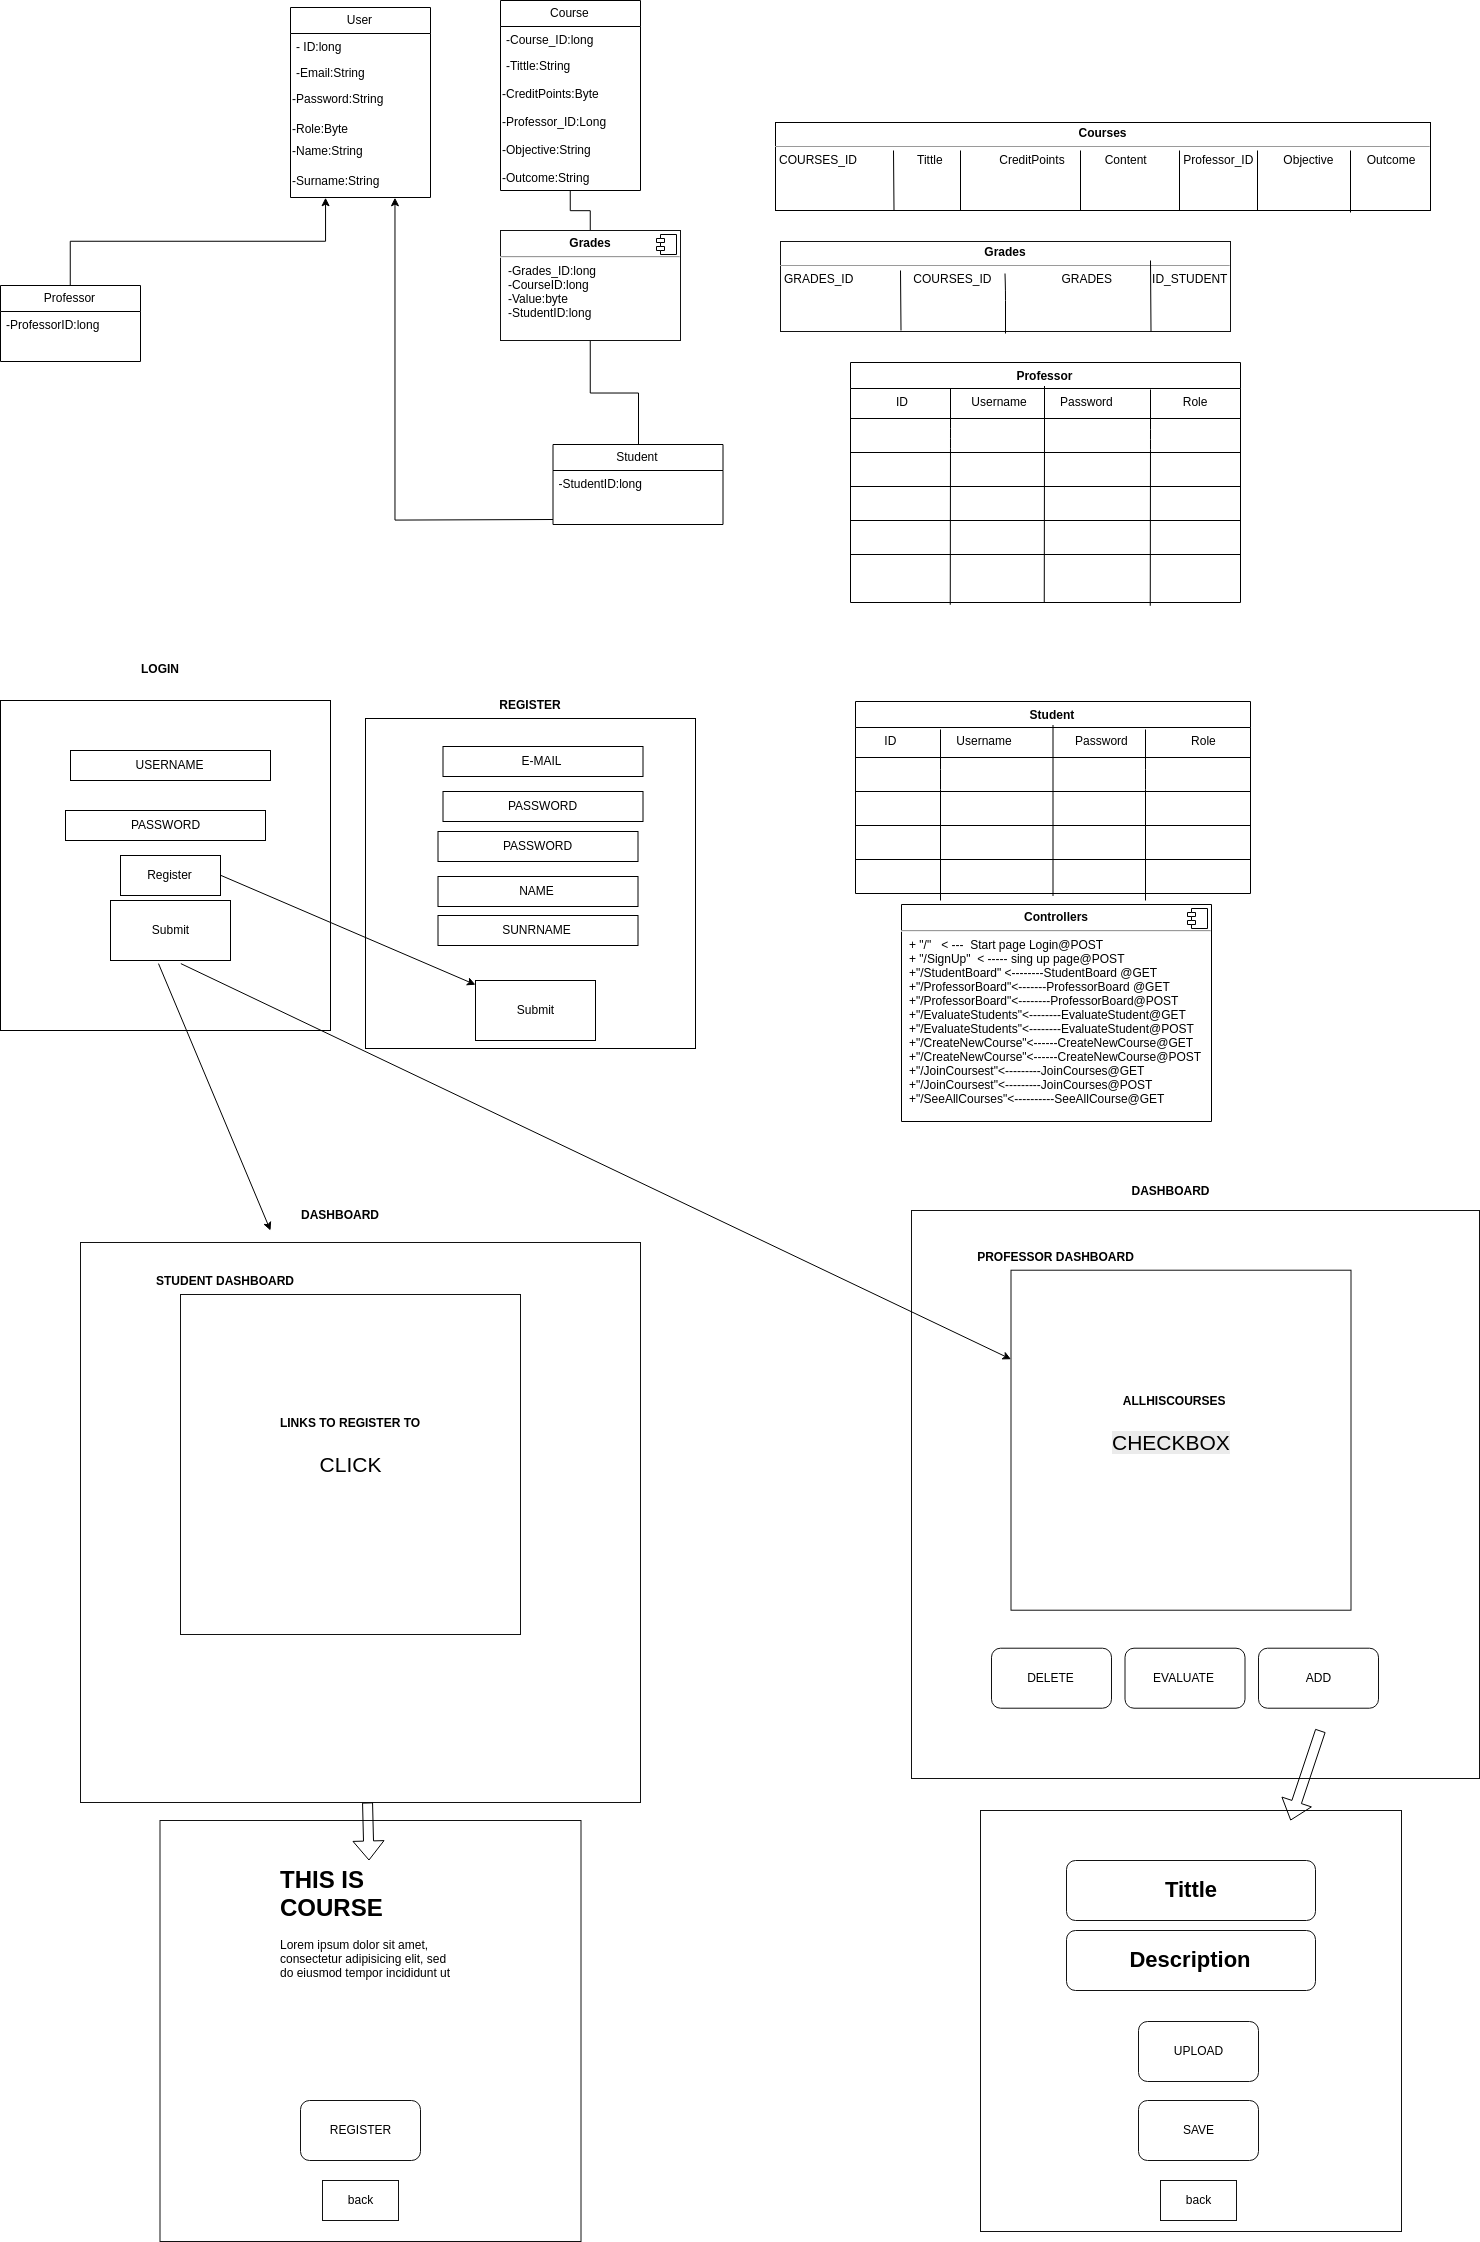 User
- ID:long
-Email:String
-Password:String
-Role:Byte
-Name:String
-Surname:String
Course
-Course_ID:long
-Tittle:String
-CreditPoints:Byte
-Professor_ID:Long
-Objective:String
-Outcome:String
Grades
-Grades_ID:long
-CourseID:long
-Value:byte
-StudentID:long
Professor
-ProfessorID:long
Student
-StudentID:long
Courses
COURSES_ID Tittle CreditPoints Content Professor_ID Objective Outcome
Grades
GRADES_ID COURSES_ID GRADES ID_STUDENT
Professor
ID Username Password Role
LOGIN
USERNAME
PASSWORD
Register
Submit
REGISTER
E-MAIL
PASSWORD
PASSWORD
NAME
SUNRNAME
Submit
Student
ID Username Password Role
Controllers
+ "/" < --- Start page Login@POST
+ "/SignUp" < ----- sing up page@POST
+"/StudentBoard" <--------StudentBoard @GET
+"/ProfessorBoard"<-------ProfessorBoard @GET
+"/ProfessorBoard"<--------ProfessorBoard@POST
+"/EvaluateStudents"<--------EvaluateStudent@GET
+"/EvaluateStudents"<--------EvaluateStudent@POST
+"/CreateNewCourse"<------CreateNewCourse@GET
+"/CreateNewCourse"<------CreateNewCourse@POST
+"/JoinCoursest"<---------JoinCourses@GET
+"/JoinCoursest"<---------JoinCourses@POST
+"/SeeAllCourses"<----------SeeAllCourse@GET
DASHBOARD
STUDENT DASHBOARD
LINKS TO REGISTER TO
CLICK
DASHBOARD
PROFESSOR DASHBOARD
ALLHISCOURSES
CHECKBOX
DELETE
EVALUATE
ADD
THIS IS
COURSE
Lorem ipsum dolor sit amet,
consectetur adipisicing elit, sed
do eiusmod tempor incididunt ut
REGISTER
back
Tittle
Description
UPLOAD
SAVE
back